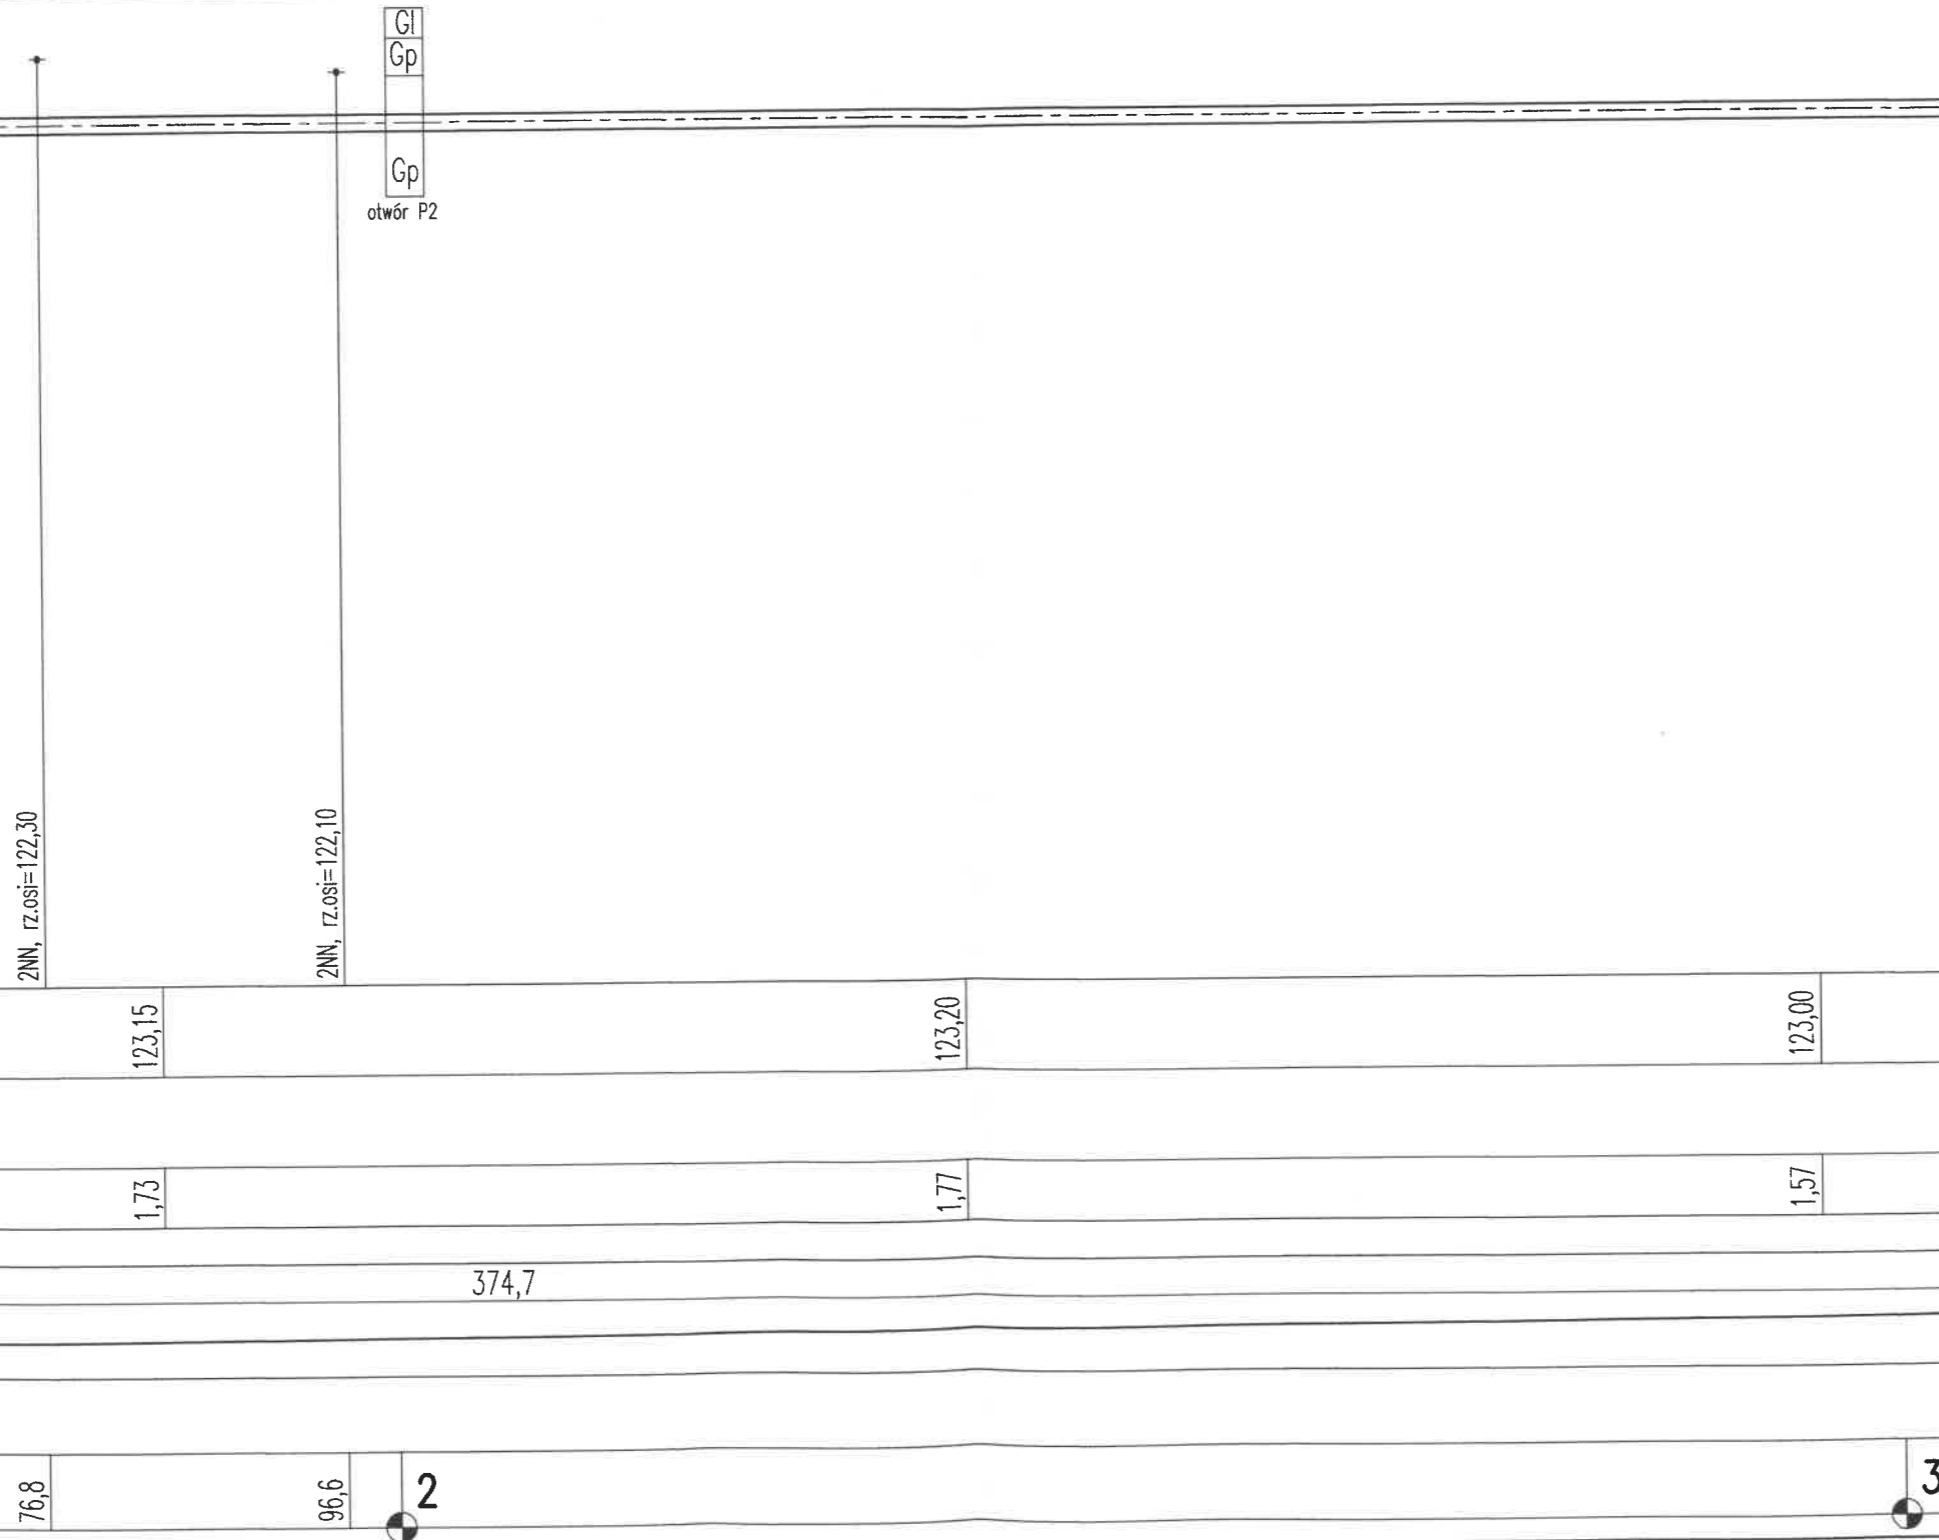 Gl
Gp
Gp
otwór P2
2NN, rz.osi=122,30
2NN, rz.osi=122,10
123,15
123,20
123,00
1,73
1,77
1,57
374,7
76,8
96,6
2
3